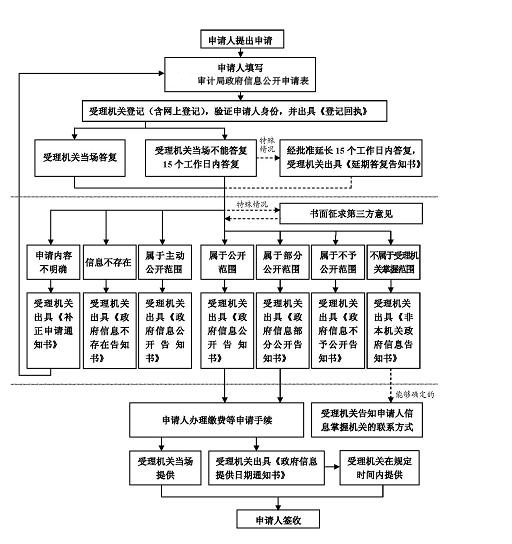 申请人提出申请
申请人填写
审计局政府信息公开申请表
受理机关登记（含网上登记），验证申请人身份，并出具《登记回执》
受理机关当场答复
受理机关当场不能答复
15个工作日内答复
特殊
情况
经批准延长15个工作日内答复，
受理机关出具《延期答复告知书》
特殊情况
书面征求第三方意见
申请内容
不明确
信息不存在
属于主动
公开范围
属于公开
范围
属于部分
公开范围
属于不予
公开范围
不属于受理机
关掌握范围
受理机关
出具《补
正申请通
知书》
受理机关
出具《政
府信息不
存在告知
书》
受理机关
出具《政
府信息公
开告知
书》
受理机关
出具《政
府信息公
开告知
书》
受理机关
出具《政
府信息部
分公开告
知书》
受理机关
出具《政
府信息不
予公开告
知书》
受理机关
出具《非
本机关政
府信息告
知书》
能够确定的
申请人办理缴费等申请手续
受理机关告知申请人信
息掌握机关的联系方式
受理机关当场
提供
受理机关出具《政府信息
提供日期通知书》
受理机关在规定
时间内提供
申请人签收